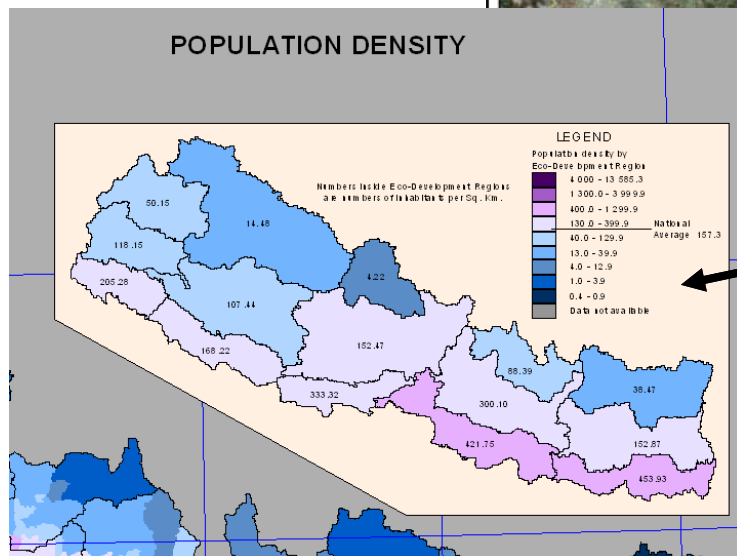 POPULATION DENSITY
LEGEND
Population density by
Eco-Development Region
4 000 - 13 585.3
1 300.0 - 3 999.9
400.0 - 1 299.9
130.0 - 399.9
40.0 - 129.9
13.0 - 39.9
4.0 - 12.9
1.0 - 3.9
0.4 - 0.9
Data not available
National
Average 157.3
Numbers Inside Eco-Development Regions
are numbers of Inhabitants per Sq. Km.
50.15
14.48
118.15
205.28
4.22
107.44
168.22
152.47
333.32
88.39
38.47
300.10
421.75
152.87
453.93